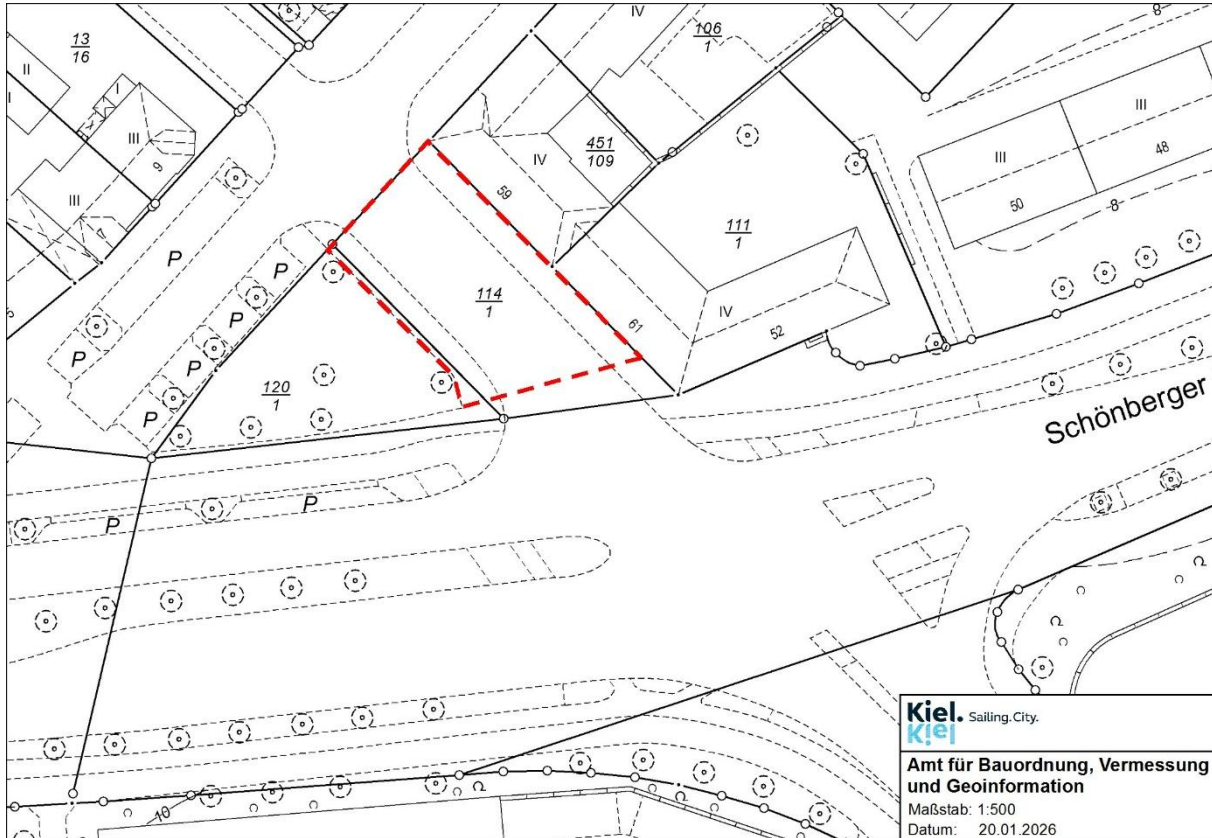 13
16
II
I
I
III
9
III
7
P
P
P
P
P
P
P
P
120
1
IV
106
1
451
109
IV
59
111
1
114
1
61
IV
52
III
III
50
48
8
8
Schönberger
10
Kiel. Sailing.City.
Kiel
Amt für Bauordnung, Vermessung
und Geoinformation
Maßstab: 1:500
Datum: 20.01.2026